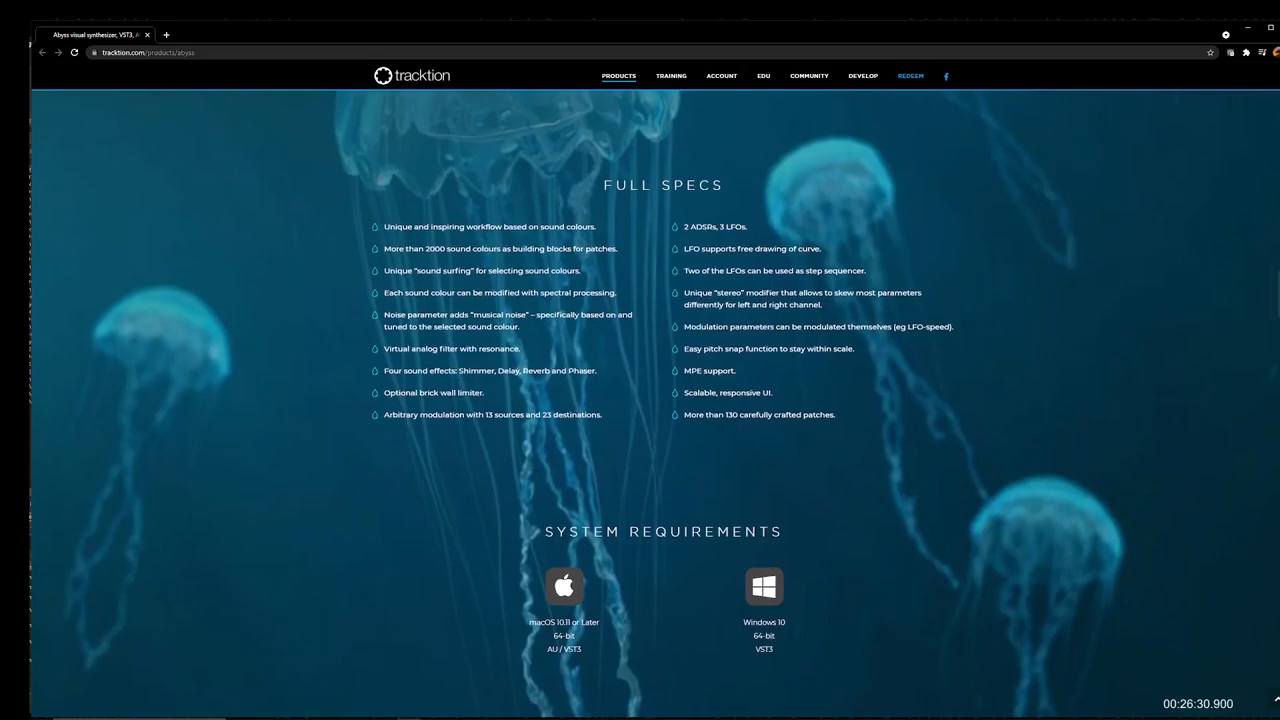 Abyss visual synthesizer, VST3, A
tracktion.com/products/abyss
tracktion
PRODUCTS
TRAINING
ACCOUNT
EDU
COMMUNITY
DEVELOP
REDEEM
FULL SPECS
Unique and inspiring workflow based on sound colours.
More than 2000 sound colours as building blocks for patches.
Unique “sound surfing” for selecting sound colours.
Each sound colour can be modified with spectral processing.
Noise parameter adds “musical noise” – specifically based on and
tuned to the selected sound colour.
Virtual analog filter with resonance.
Four sound effects: Shimmer, Delay, Reverb and Phaser.
Optional brick wall limiter.
Arbitrary modulation with 13 sources and 23 destinations.
2 ADSRs, 3 LFOs.
LFO supports free drawing of curve.
Two of the LFOs can be used as step sequencer.
Unique “stereo” modifier that allows to skew most parameters
differently for left and right channel.
Modulation parameters can be modulated themselves (eg LFO-speed).
Easy pitch snap function to stay within scale.
MPE support.
Scalable, responsive UI.
More than 130 carefully crafted patches.
SYSTEM REQUIREMENTS
macOS 10.11 or Later
64-bit
AU / VST3
Windows 10
64-bit
VST3
00:26:30.900